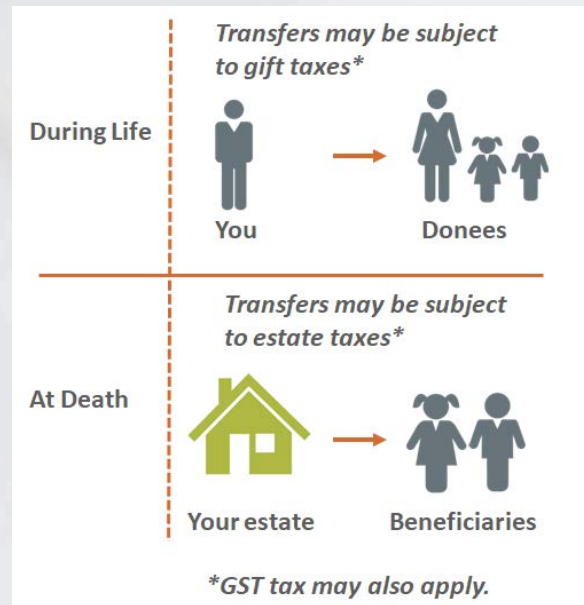 Transfers may be subject
to gift taxes*
During Life
You
Donees
Transfers may be subject
to estate taxes*
At Death
Your estate
Beneficiaries
*GST tax may also apply.